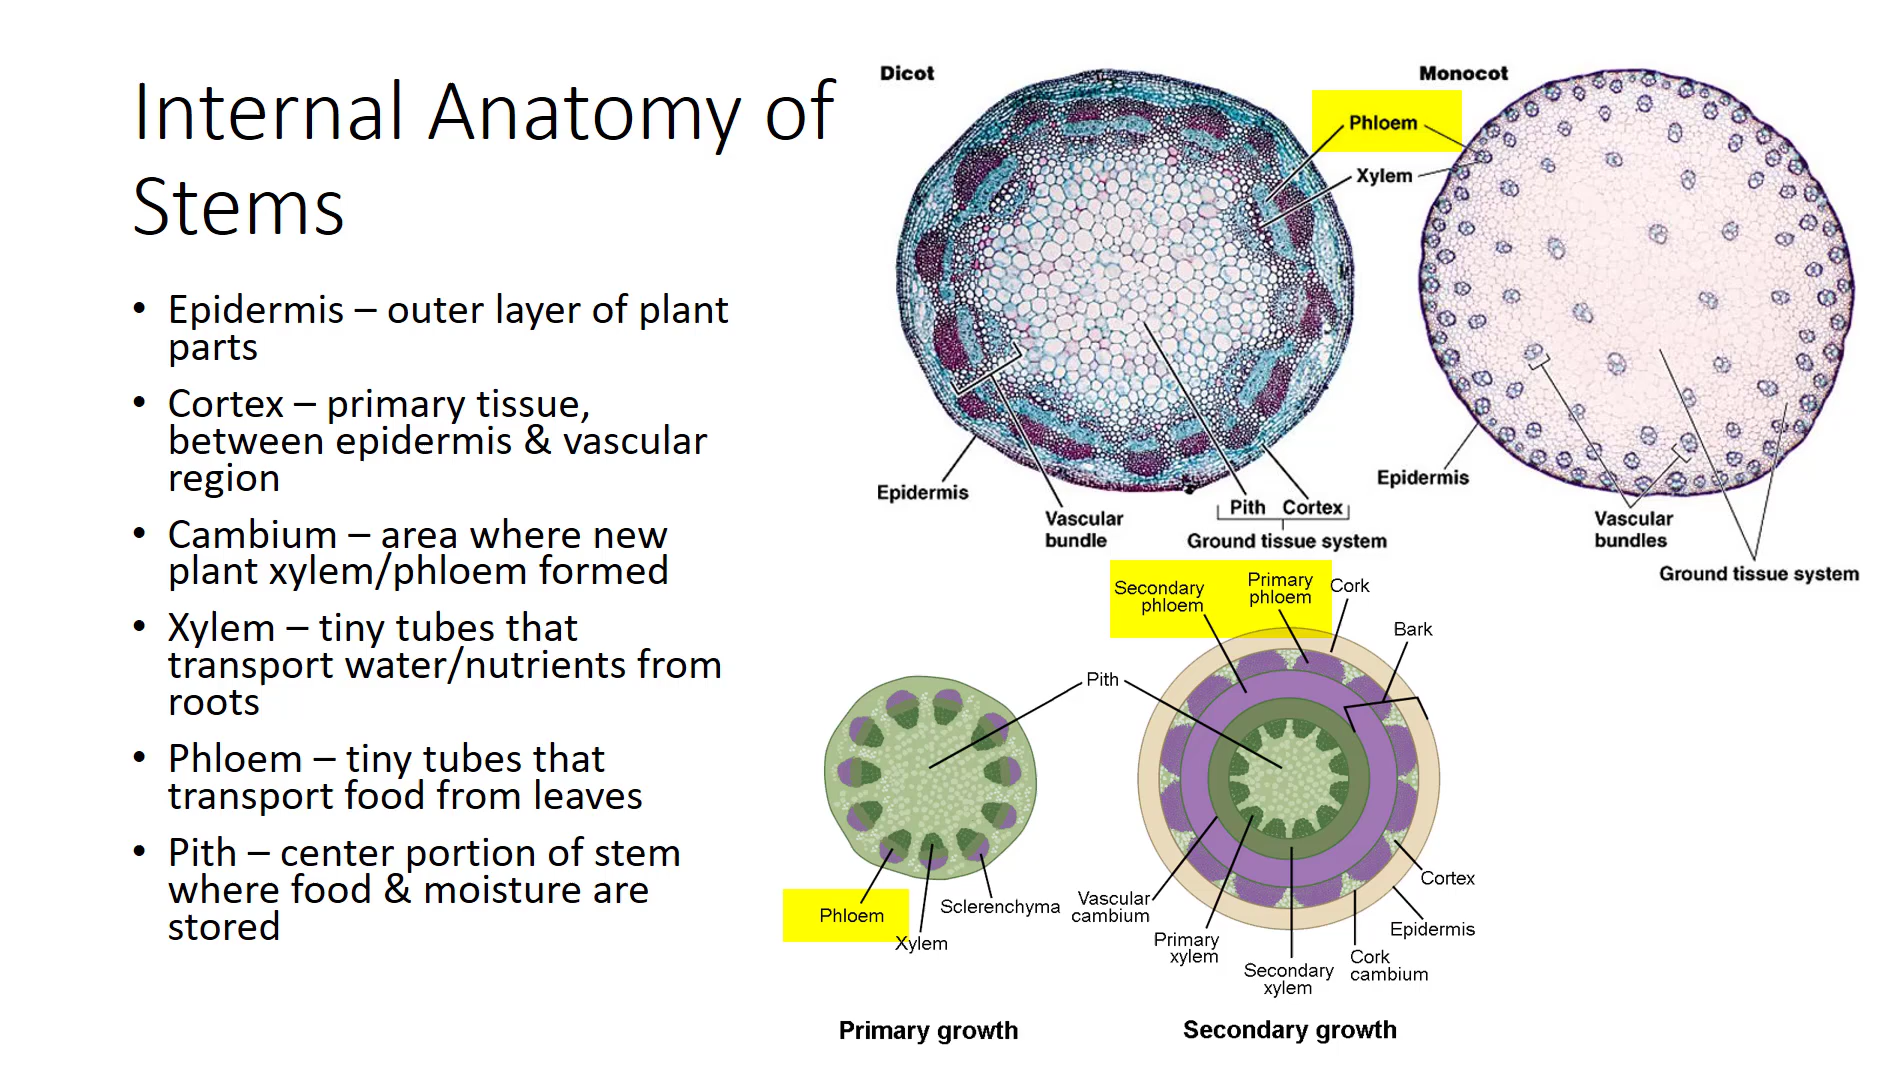 Internal Anatomy of
Stems
• Epidermis – outer layer of plant
parts
• Cortex – primary tissue,
between epidermis & vascular
region
• Cambium – area where new
plant xylem/phloem formed
• Xylem – tiny tubes that
transport water/nutrients from
roots
• Phloem – tiny tubes that
transport food from leaves
• Pith – center portion of stem
where food & moisture are
stored
Dicot
Monocot
Phloem
Xylem
Epidermis
Vascular
bundle
Pith Cortex
Ground tissue system
Epidermis
Vascular
bundles
Ground tissue system
Pith
Phloem
Xylem
Sclerenchyma
Primary growth
Secondary
phloem
Primary
phloem
Cork
Bark
Vascular
cambium
Primary
xylem
Secondary
xylem
Cork
cambium
Epidermis
Cortex
Secondary growth